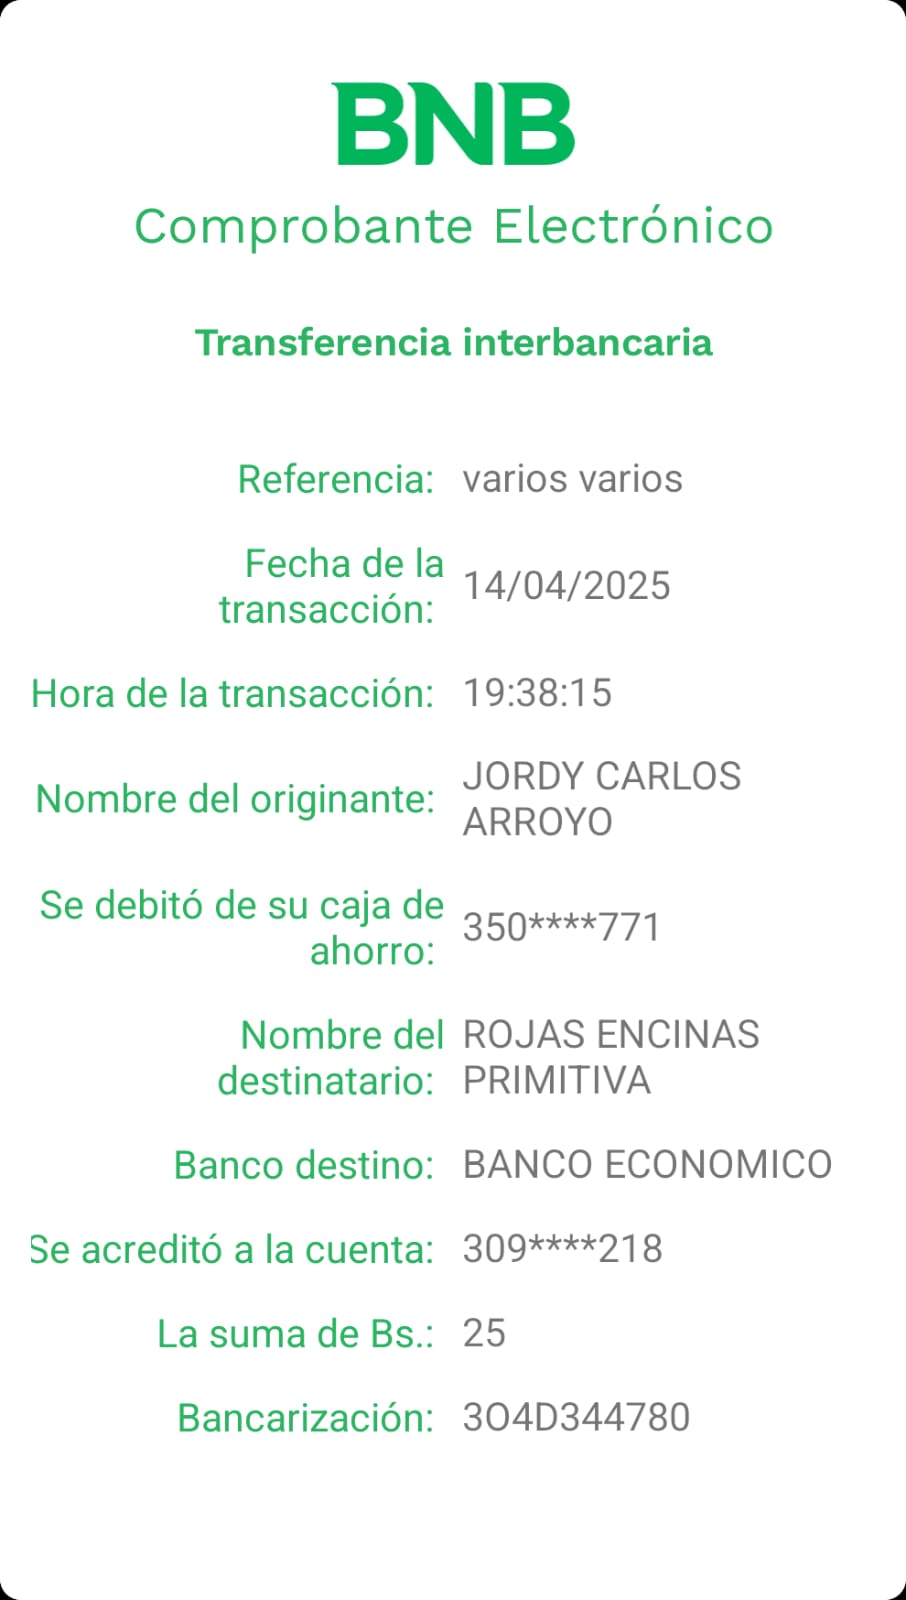 BNB
Comprobante Electrónico
Transferencia interbancaria
Referencia: varios varios
Fecha de la
transacción: 14/04/2025
Hora de la transacción: 19:38:15
Nombre del originante: JORDY CARLOS
ARROYO
Se debitó de su caja de
ahorro: 350****771
Nombre del ROJAS ENCINAS
destinatario: PRIMITIVA
Banco destino: BANCO ECONOMICO
Se acreditó a la cuenta: 309****218
La suma de Bs.: 25
Bancarización: 3O4D344780